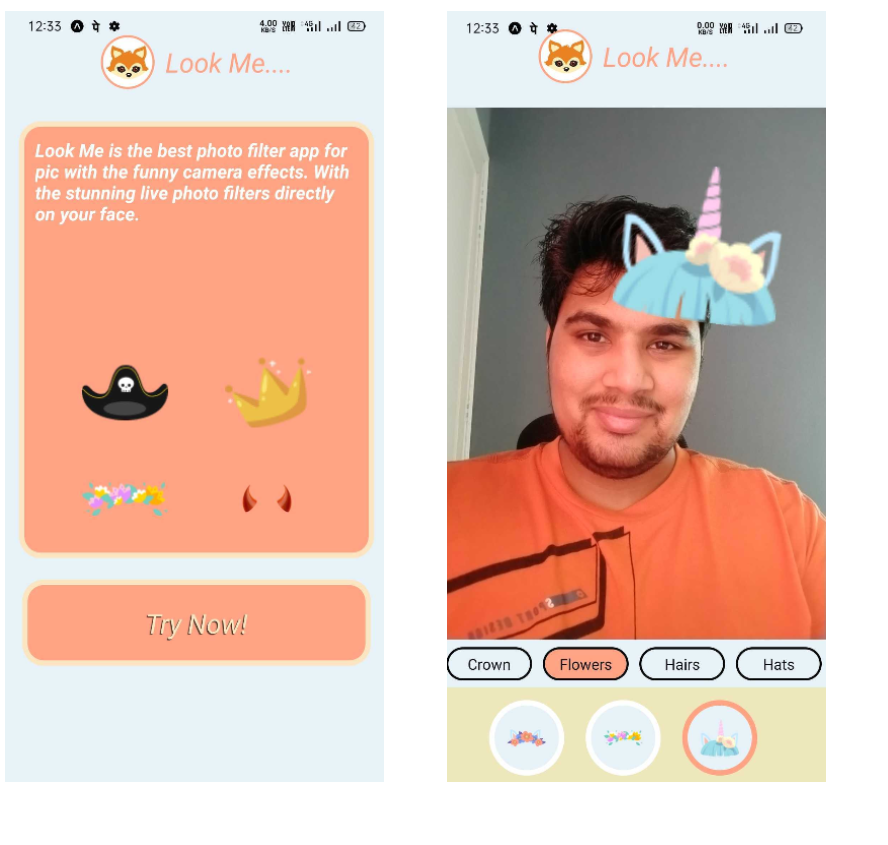 12:33 पे 4.00 KB/S 4G 42
Look Me....
Look Me is the best photo filter app for
pic with the funny camera effects. With
the stunning live photo filters directly
on your face.
Try Now!
12:33 पे 0.00 KB/S 4G 42
Look Me....
Crown
Flowers
Hairs
Hats